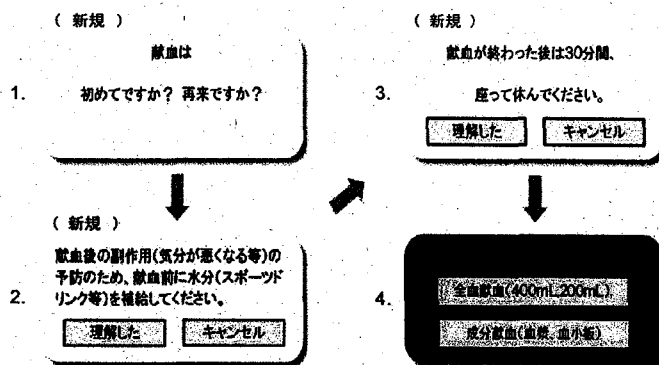 ( 新規 )
献血は
1.
初めてですか? 再来ですか?
( 新規 )
献血後の副作用(気分が悪くなる等)の
予防のため、献血前に水分(スポーツド
2.
リンク等)を補給してください。
理解した
キャンセル
( 新規 )
献血が終わった後は30分間、
3.
座って休んでください。
理解した
キャンセル
全血献血(400mL、200mL)
4.
成分献血(血漿、血小板)